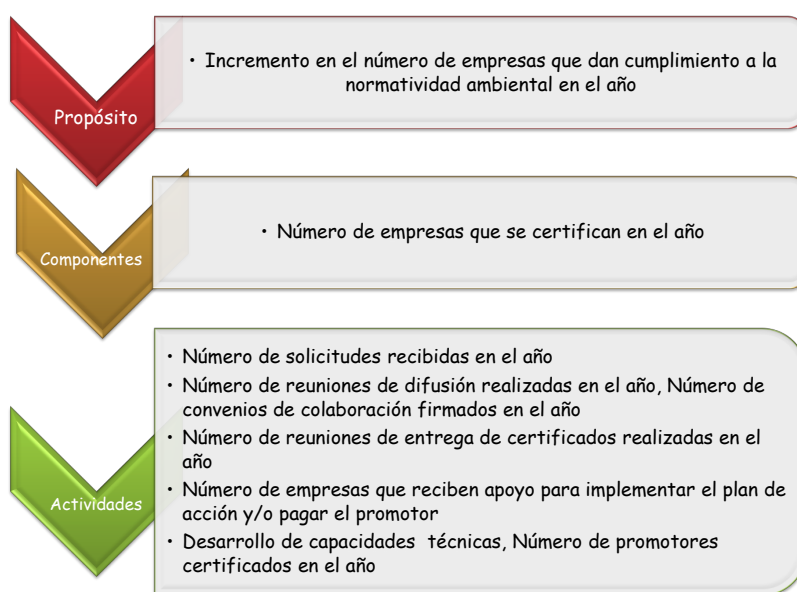 Propósito
• Incremento en el número de empresas que dan cumplimiento a la
normatividad ambiental en el año
Componentes
• Número de empresas que se certifican en el año
Actividades
• Número de solicitudes recibidas en el año
• Número de reuniones de difusión realizadas en el año, Número de
convenios de colaboración firmados en el año
• Número de reuniones de entrega de certificados realizadas en el
año
• Número de empresas que reciben apoyo para implementar el plan de
acción y/o pagar el promotor
• Desarrollo de capacidades técnicas, Número de promotores
certificados en el año